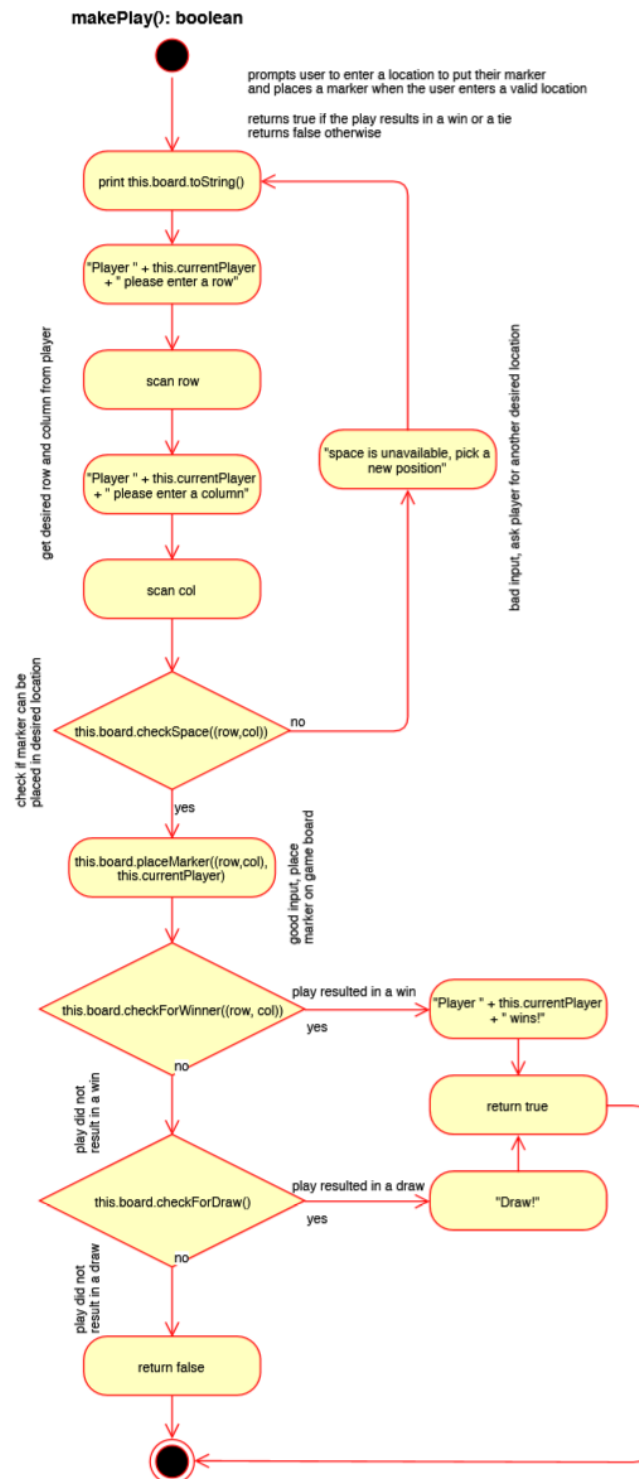 makePlay(): boolean
prompts user to enter a location to put their marker
and places a marker when the user enters a valid location
returns true if the play results in a win or a tie
returns false otherwise
print this.board.toString()
"Player " + this.currentPlayer
+ " please enter a row"
get desired row and column from player
scan row
"Player " + this.currentPlayer
+ " please enter a column"
scan col
"space is unavailable, pick a
new position"
bad input, ask player for another desired location
check if marker can be
placed in desired location
this.board.checkSpace((row,col))
no
yes
this.board.placeMarker((row,col),
this.currentPlayer)
good input, place
marker on game board
this.board.checkForWinner((row, col))
play resulted in a win
yes
"Player " + this.currentPlayer
+ " wins!"
no
play did not
result in a win
return true
this.board.checkForDraw()
play resulted in a draw
yes
"Draw!"
no
play did not
result in a draw
return false